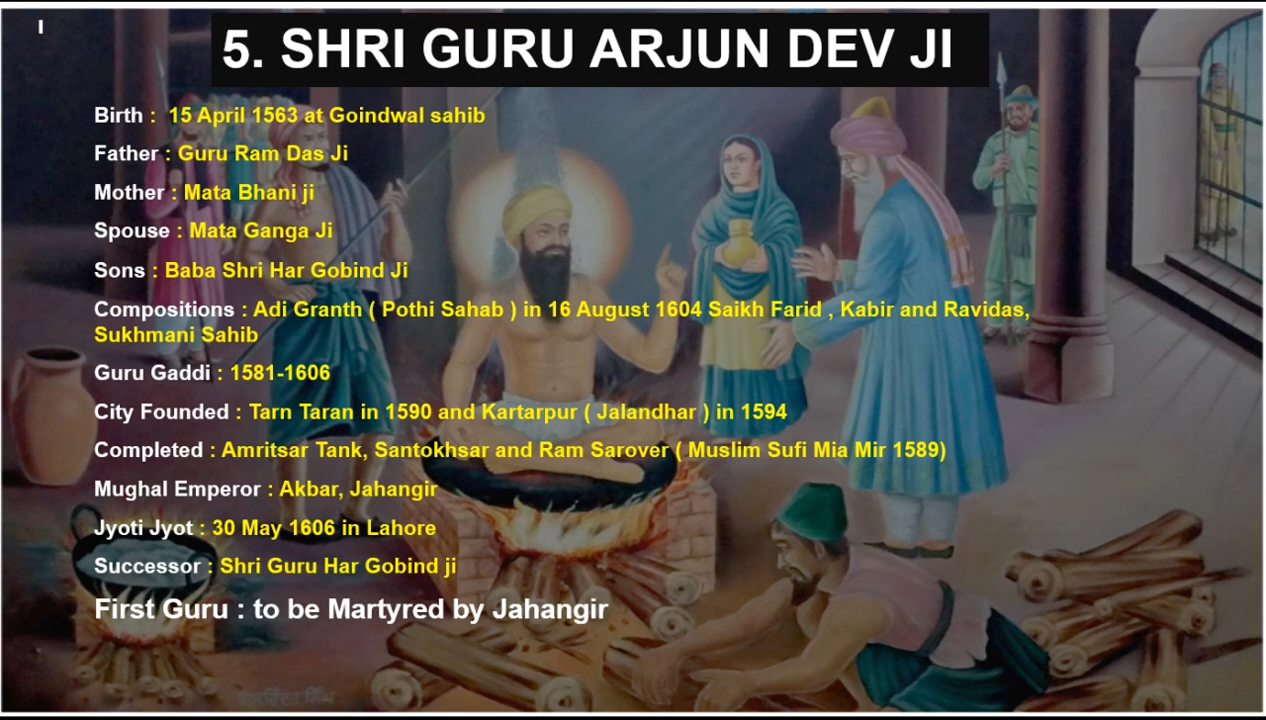 I
5. SHRI GURU ARJUN DEV JI
Birth :  15 April 1563 at Goindwal sahib
Father : Guru Ram Das Ji
Mother : Mata Bhani ji
Spouse : Mata Ganga Ji
Sons : Baba Shri Har Gobind Ji
Compositions : Adi Granth ( Pothi Sahab ) in 16 August 1604 Saikh Farid , Kabir and Ravidas,
Sukhmani Sahib
Guru Gaddi : 1581-1606
City Founded : Tarn Taran in 1590 and Kartarpur ( Jalandhar ) in 1594
Completed : Amritsar Tank, Santokhsar and Ram Sarover ( Muslim Sufi Mia Mir 1589)
Mughal Emperor : Akbar, Jahangir
Jyoti Jyot : 30 May 1606 in Lahore
Successor : Shri Guru Har Gobind ji
First Guru : to be Martyred by Jahangir